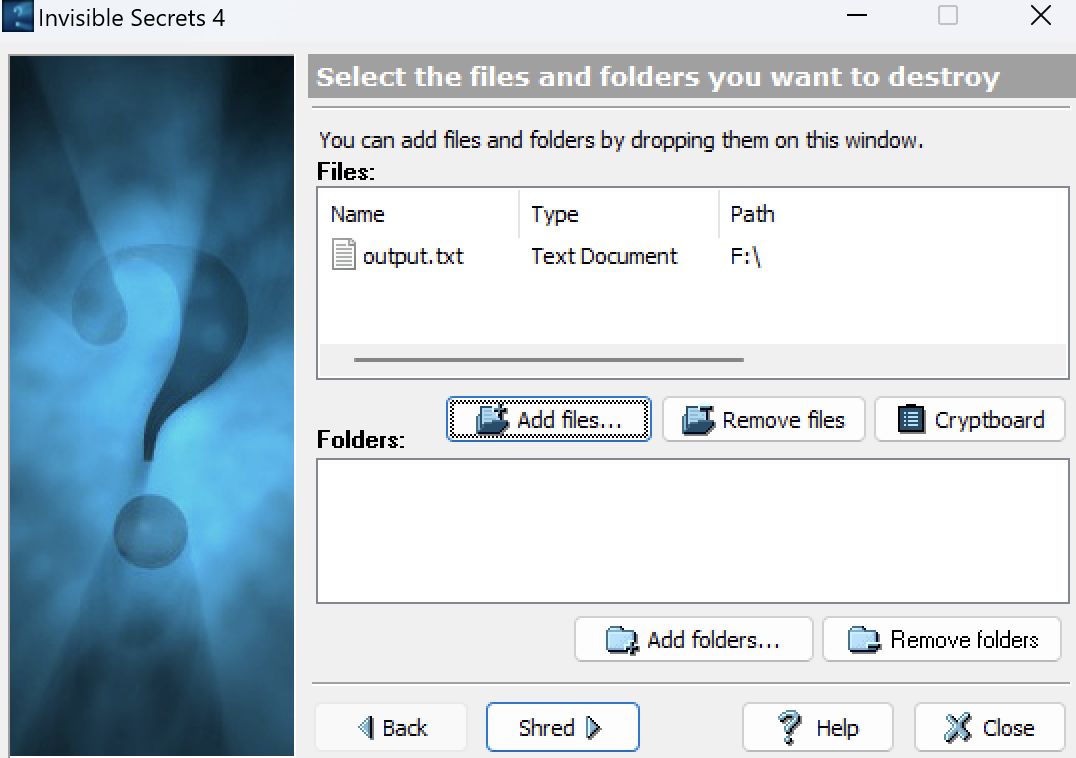 Invisible Secrets 4
Select the files and folders you want to destroy
You can add files and folders by dropping them on this window.
Files:
Name Type Path
output.txt Text Document F:\
Add files... Remove files Cryptboard
Folders:
Add folders... Remove folders
Back Shred Help Close